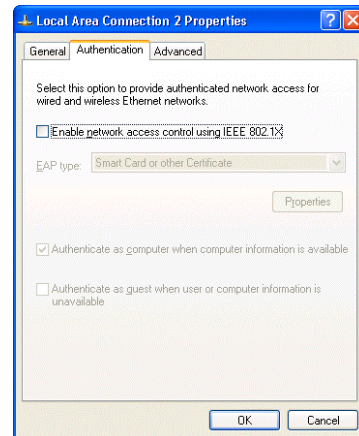 Local Area Connection 2 Properties
General Authentication Advanced
Select this option to provide authenticated network access for
wired and wireless Ethernet networks.
Enable network access control using IEEE 802.1X
EAP type: Smart Card or other Certificate
Properties
Authenticate as computer when computer information is available
Authenticate as guest when user or computer information is
unavailable
OK Cancel